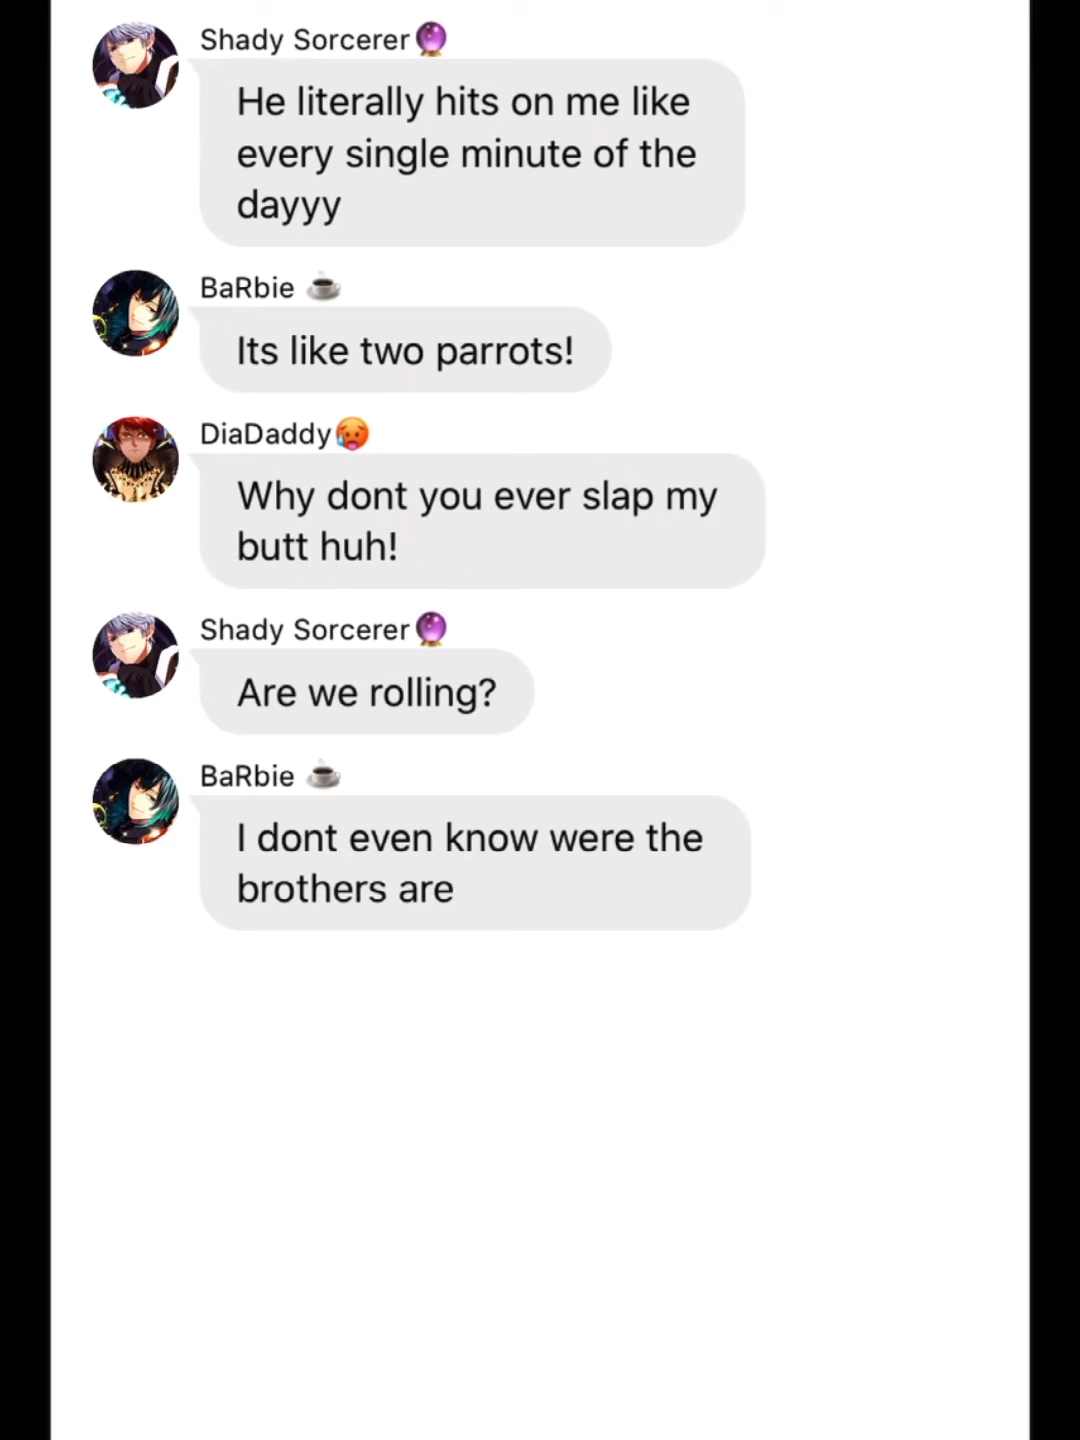 Shady Sorcerer🔮
He literally hits on me like
every single minute of the
dayyy
BaRbie ☕
Its like two parrots!
DiaDaddy🥵
Why dont you ever slap my
butt huh!
Shady Sorcerer🔮
Are we rolling?
BaRbie ☕
I dont even know were the
brothers are